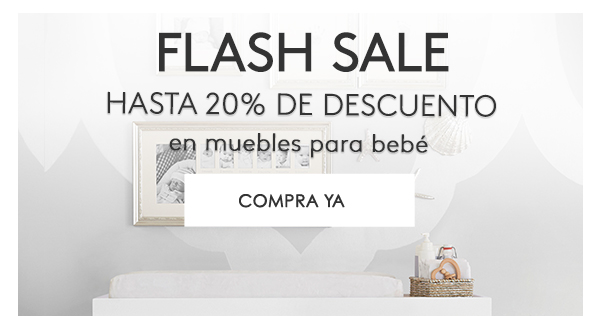 FLASH SALE
HASTA 20% DE DESCUENTO
en muebles para bebé
COMPRA YA